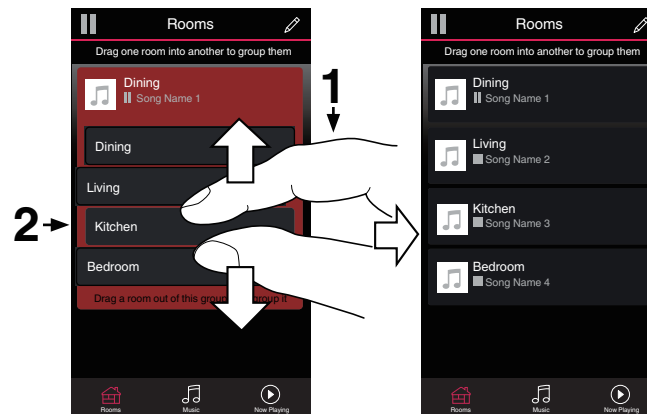 Rooms
Drag one room into another to group them
Dining
Song Name 1
Dining
Living
Kitchen
Bedroom
Drag a room out of this group it
Rooms
Music
Now Playing
1
2
Rooms
Drag one room into another to group them
Dining
Song Name 1
Living
Song Name 2
Kitchen
Song Name 3
Bedroom
Song Name 4
Rooms
Music
Now Playing